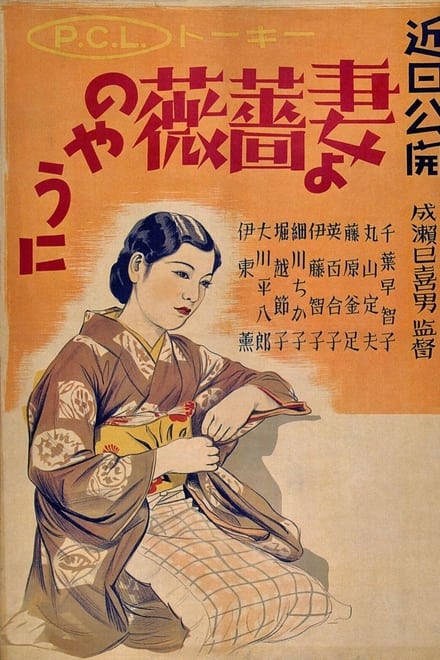 P.C.L. トーキー
近日公開
妻よ薔薇のやうに
成瀬巳喜男監督
千葉早智子
丸山定夫
藤原釜足
英百合子
伊藤智子
細川ちか子
堀越節子
大川平八郎
伊東薫